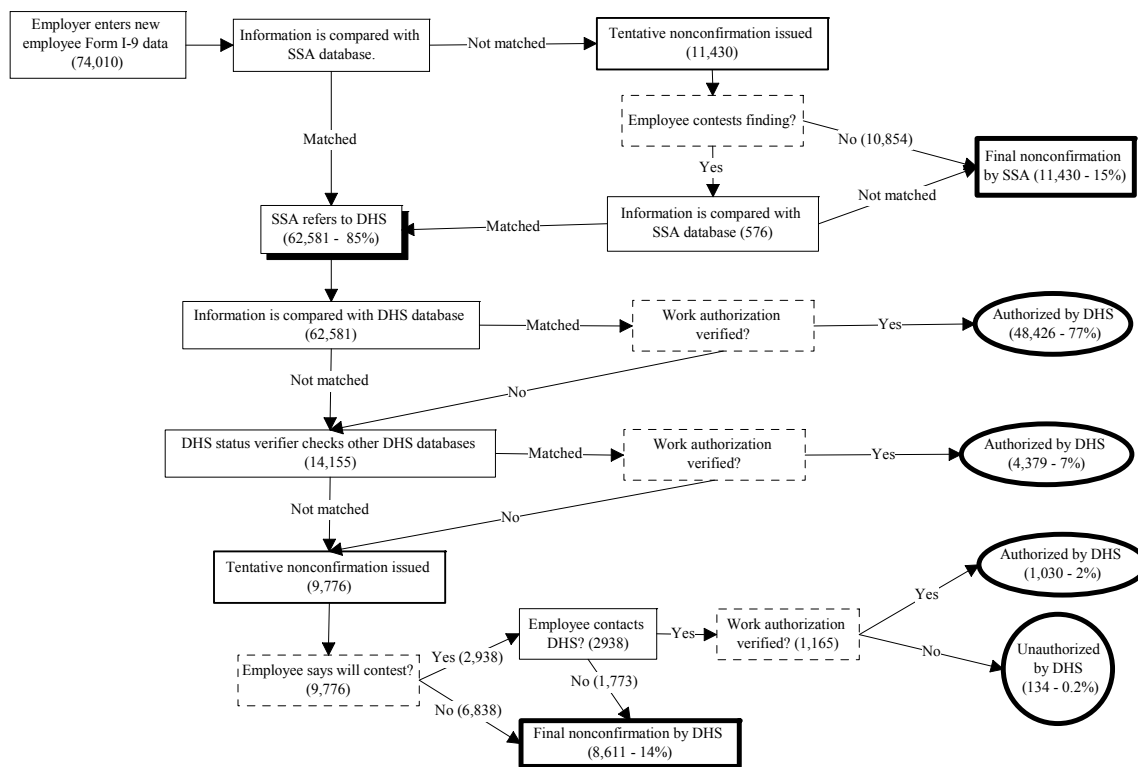 Employer enters new
employee Form I-9 data
(74,010)
Information is compared with
SSA database.
Not matched
Tentative nonconfirmation issued
(11,430)
Employee contests finding?
No (10,854)
Matched
Yes
Final nonconfirmation
by SSA (11,430 - 15%)
Not matched
SSA refers to DHS
(62,581 - 85%)
Matched
Information is compared with
SSA database (576)
Information is compared with DHS database
(62,581)
Matched
Work authorization
verified?
Yes
Authorized by DHS
(48,426 - 77%)
Not matched
No
DHS status verifier checks other DHS databases
(14,155)
Matched
Work authorization
verified?
Yes
Authorized by DHS
(4,379 - 7%)
Not matched
No
Tentative nonconfirmation issued
(9,776)
Authorized by DHS
(1,030 - 2%)
Yes
Employee contacts
DHS? (2938)
Yes
Work authorization
verified? (1,165)
No
Unauthorized
by DHS
(134 - 0.2%)
Employee says will contest?
(9,776)
Yes (2,938)
No (1,773)
No (6,838)
Final nonconfirmation by DHS
(8,611 - 14%)